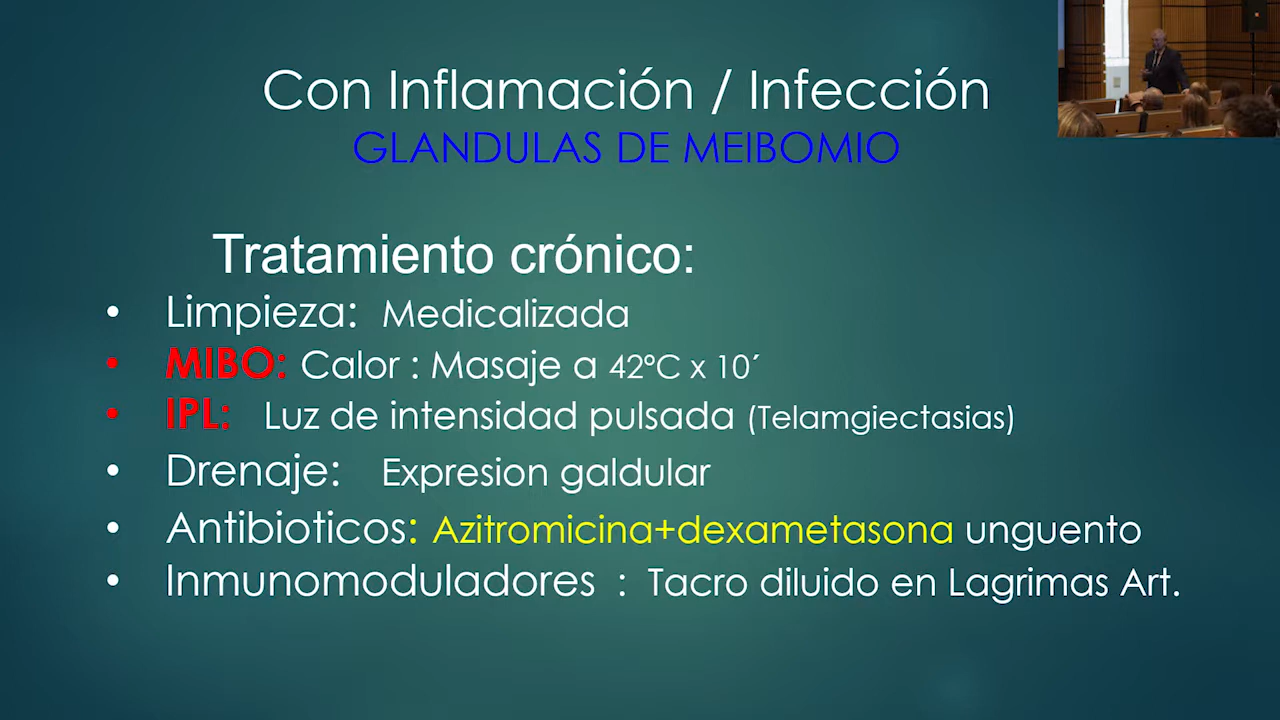 Con Inflamación / Infección
GLANDULAS DE MEIBOMIO
Tratamiento crónico:
• Limpieza: Medicalizada
• MIBO: Calor : Masaje a 42ºC x 10´
• IPL: Luz de intensidad pulsada (Telamgiectasias)
• Drenaje: Expresion galdular
• Antibioticos: Azitromicina+dexametasona unguento
• Inmunomoduladores : Tacro diluido en Lagrimas Art.